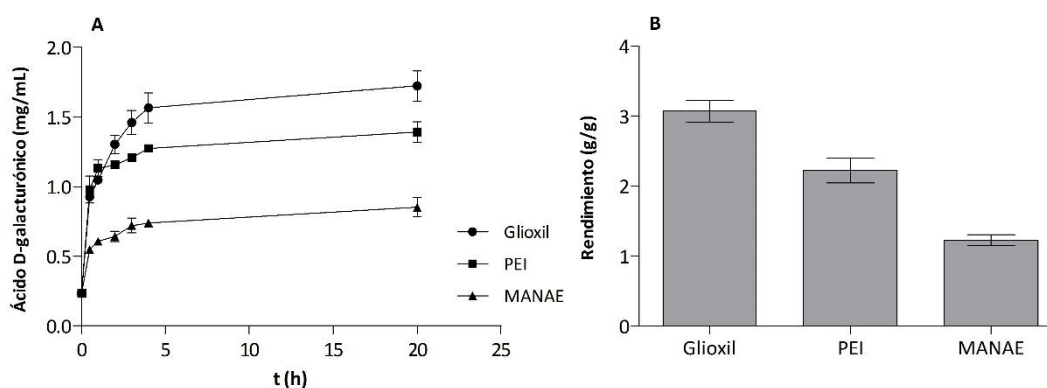 A
Ácido D-galacturónico (mg/mL)
2.0
1.5
1.0
0.5
0.0
0
5
10
15
20
25
t (h)
Glioxil
PEI
MANAE
B
Rendimiento (g/g)
4
3
2
1
0
Glioxil
PEI
MANAE